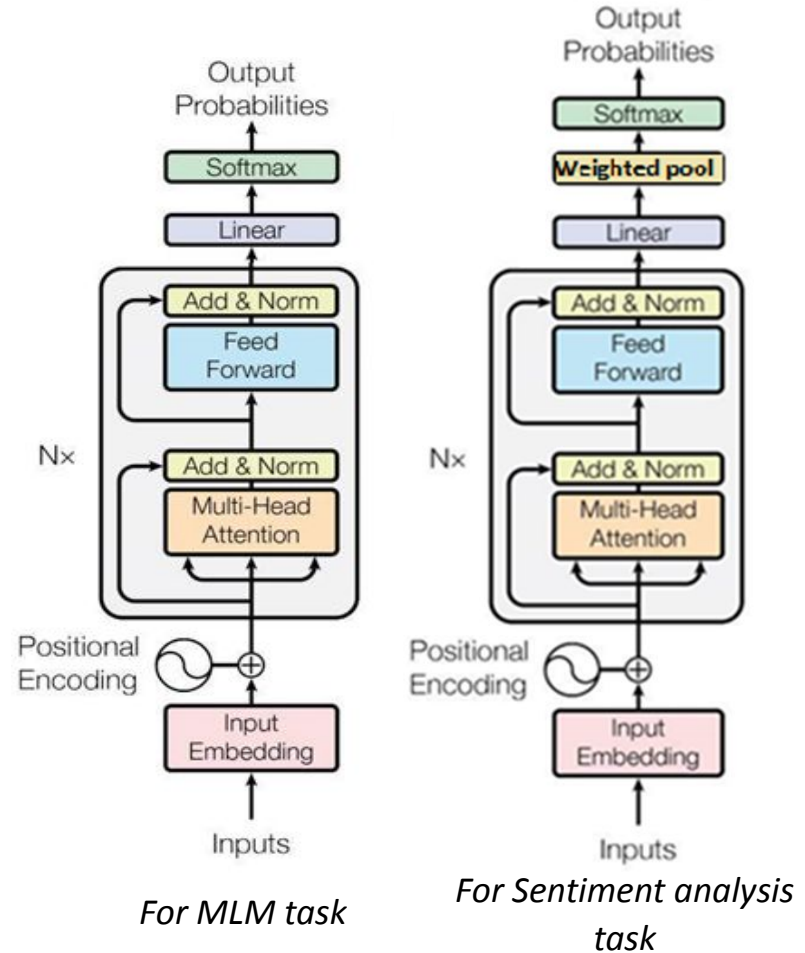 Output
Probabilities
Softmax
Linear
Add & Norm
Feed
Forward
Nx
Add & Norm
Multi-Head
Attention
Positional
Encoding
Input
Embedding
Inputs
For MLM task
Output
Probabilities
Softmax
Weighted pool
Linear
Add & Norm
Feed
Forward
Nx
Add & Norm
Multi-Head
Attention
Positional
Encoding
Input
Embedding
Inputs
For Sentiment analysis
task